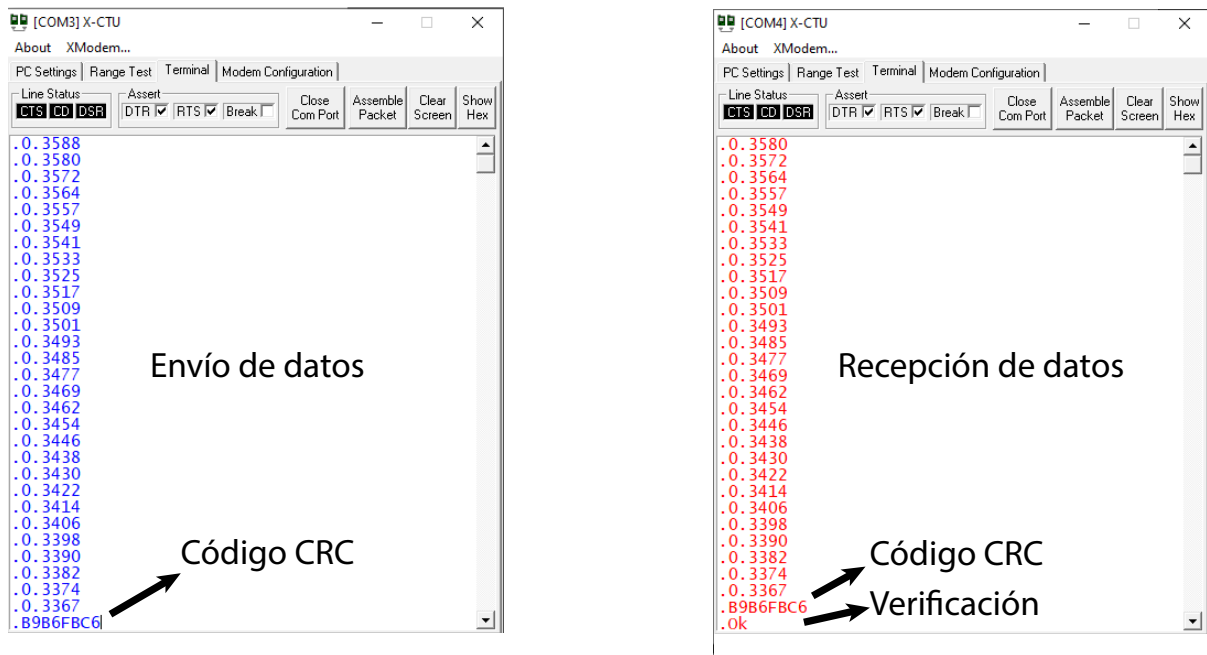 [COM3] X-CTU
About XModem...
PC Settings Range Test Terminal Modem Configuration
Line Status
CTS CD DSR
Assert
DTR RTS Break
Close
Com Port
Assemble
Packet
Clear
Screen
Show
Hex
.0.3588
.0.3580
.0.3572
.0.3564
.0.3557
.0.3549
.0.3541
.0.3533
.0.3525
.0.3517
.0.3509
.0.3501
.0.3493
.0.3485
.0.3477
.0.3469
.0.3462
.0.3454
.0.3446
.0.3438
.0.3430
.0.3422
.0.3414
.0.3406
.0.3398
.0.3390
.0.3382
.0.3374
.0.3367
.B9B6FBC6
Envío de datos
Código CRC
[COM4] X-CTU
About XModem...
PC Settings Range Test Terminal Modem Configuration
Line Status
CTS CD DSR
Assert
DTR RTS Break
Close
Com Port
Assemble
Packet
Clear
Screen
Show
Hex
.0.3580
.0.3572
.0.3564
.0.3557
.0.3549
.0.3541
.0.3533
.0.3525
.0.3517
.0.3509
.0.3501
.0.3493
.0.3485
.0.3477
.0.3469
.0.3462
.0.3454
.0.3446
.0.3438
.0.3430
.0.3422
.0.3414
.0.3406
.0.3398
.0.3390
.0.3382
.0.3374
.0.3367
.B9B6FBC6
.Ok
Recepción de datos
Código CRC
Verificación